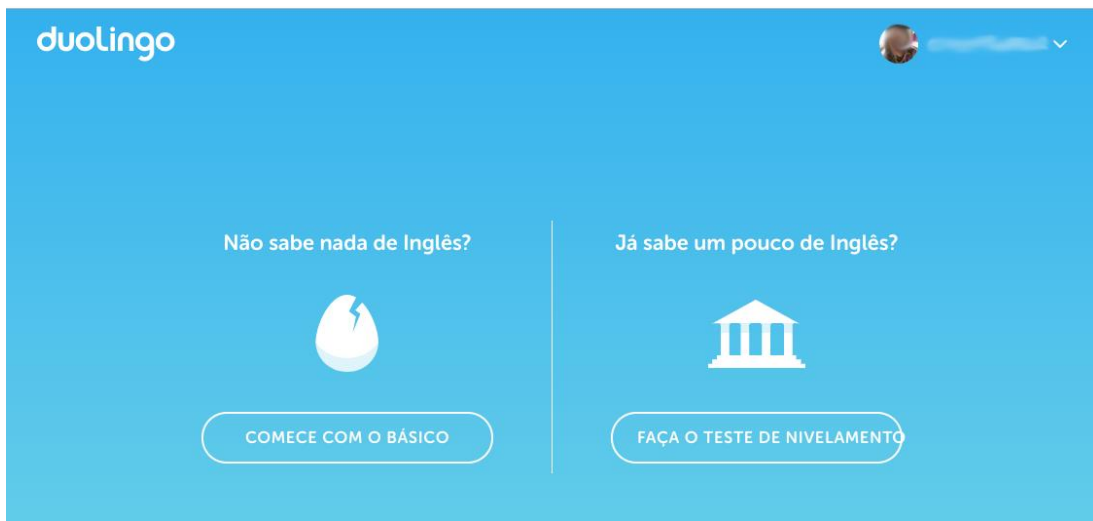 duolingo
Não sabe nada de Inglês?
COMECE COM O BÁSICO
Já sabe um pouco de Inglês?
FAÇA O TESTE DE NIVELAMENTO